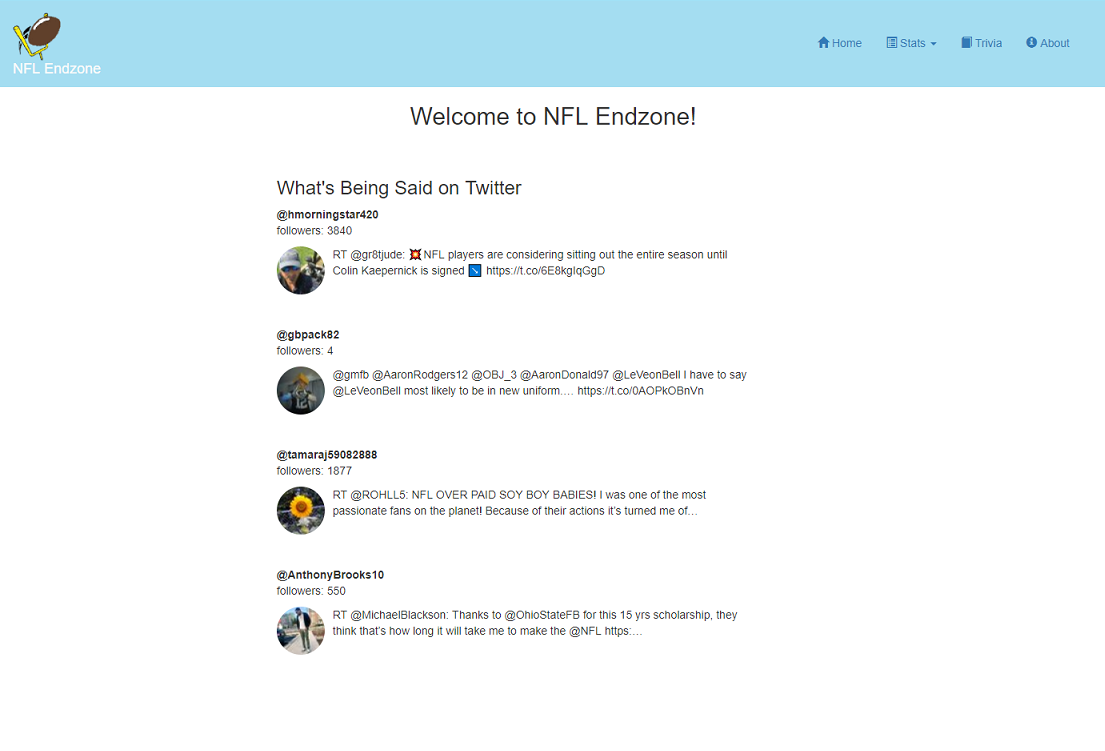 NFL Endzone
Home Stats Trivia About
Welcome to NFL Endzone!
What's Being Said on Twitter
@hmorningstar420
followers: 3840
RT @gr8tjude: 💥NFL players are considering sitting out the entire season until
Colin Kaepernick is signed ↘️ https://t.co/6E8kgIqGgD
@gbpack82
followers: 4
@gmfb @AaronRodgers12 @OBJ_3 @AaronDonald97 @LeVeonBell I have to say
@LeVeonBell most likely to be in new uniform.… https://t.co/0AOPkOBnVn
@tamaraj59082888
followers: 1877
RT @ROHLL5: NFL OVER PAID SOY BOY BABIES! I was one of the most
passionate fans on the planet! Because of their actions it's turned me of…
@AnthonyBrooks10
followers: 550
RT @MichaelBlackson: Thanks to @OhioStateFB for this 15 yrs scholarship, they
think that's how long it will take me to make the @NFL https:…